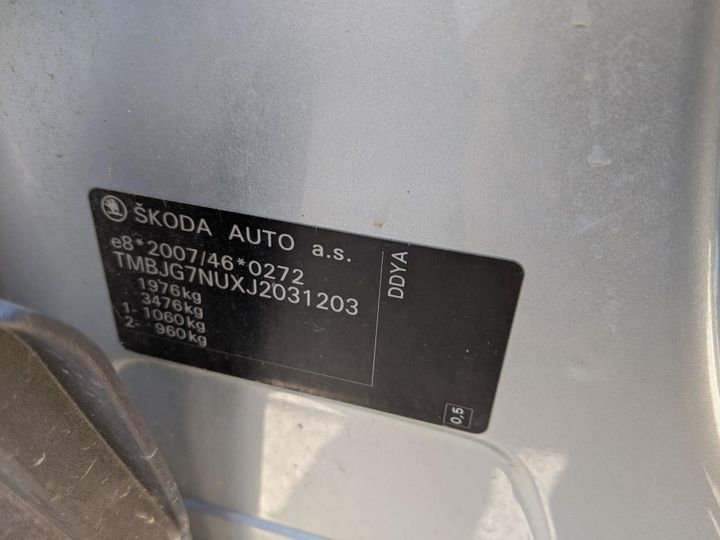 ŠKODA AUTO a.s.
e8*2007/46*0272
TMBJG7NUXJ2031203
1976kg
3476kg
1- 1060kg
2- 960kg
DDYA
0,5